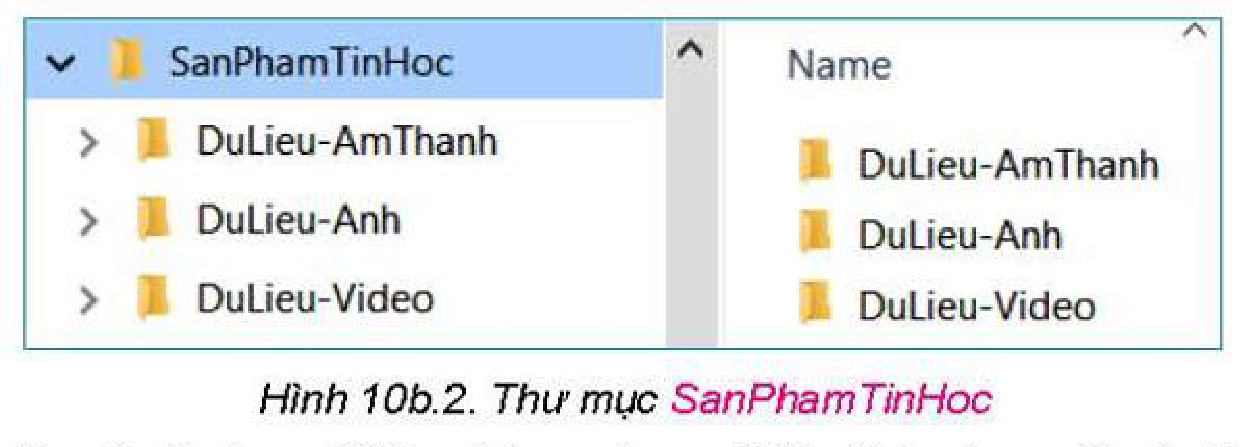 SanPhamTinHoc
DuLieu-AmThanh
DuLieu-Anh
DuLieu-Video
Name
DuLieu-AmThanh
DuLieu-Anh
DuLieu-Video
Hình 10b.2. Thư mục SanPhamTinHoc